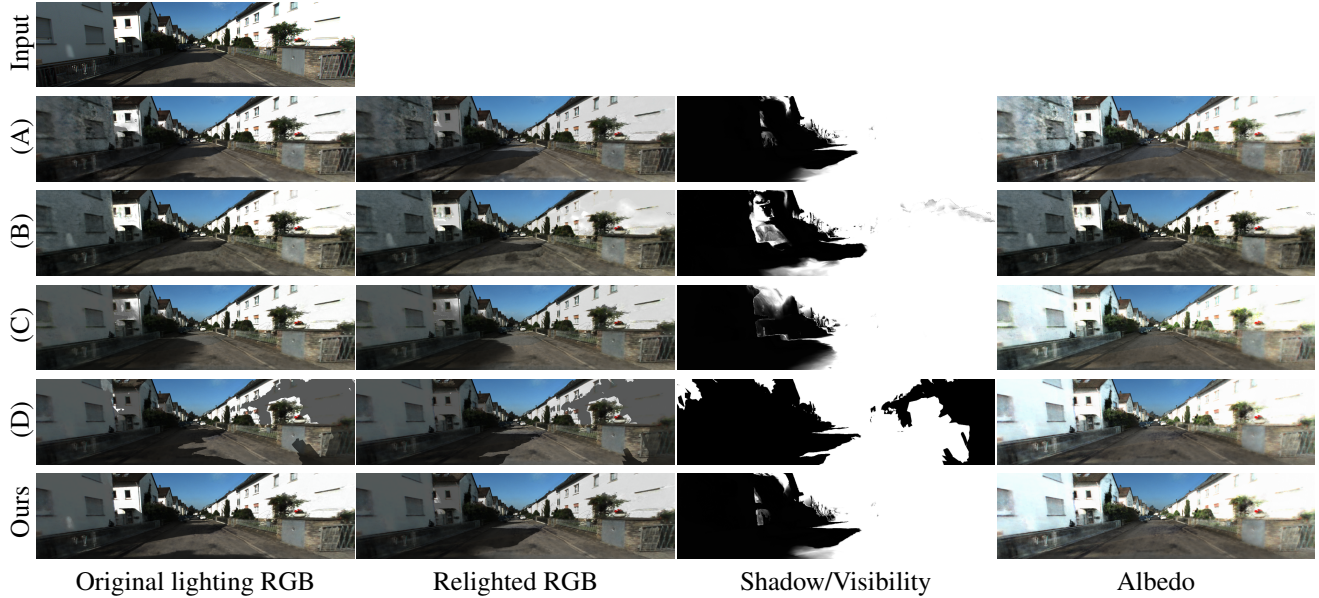 Input
(A)
(B)
(C)
(D)
Ours
Original lighting RGB
Relighted RGB
Shadow/Visibility
Albedo